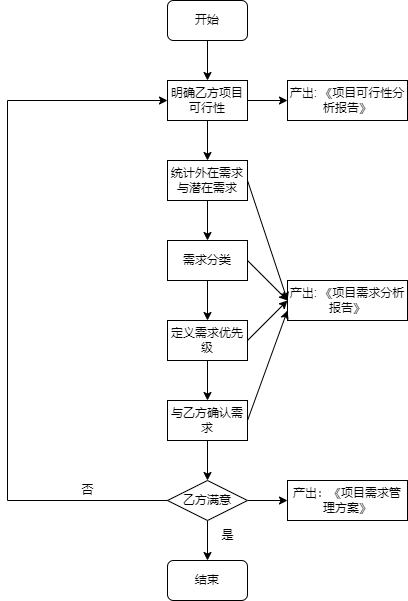 开始
明确乙方项目
可行性
产出:《项目可行性分
析报告》
统计外在需求
与潜在需求
需求分类
产出:《项目需求分析
报告》
定义需求优先
级
与乙方确认需
求
乙方满意
否
产出：《项目需求管
理方案》
是
结束